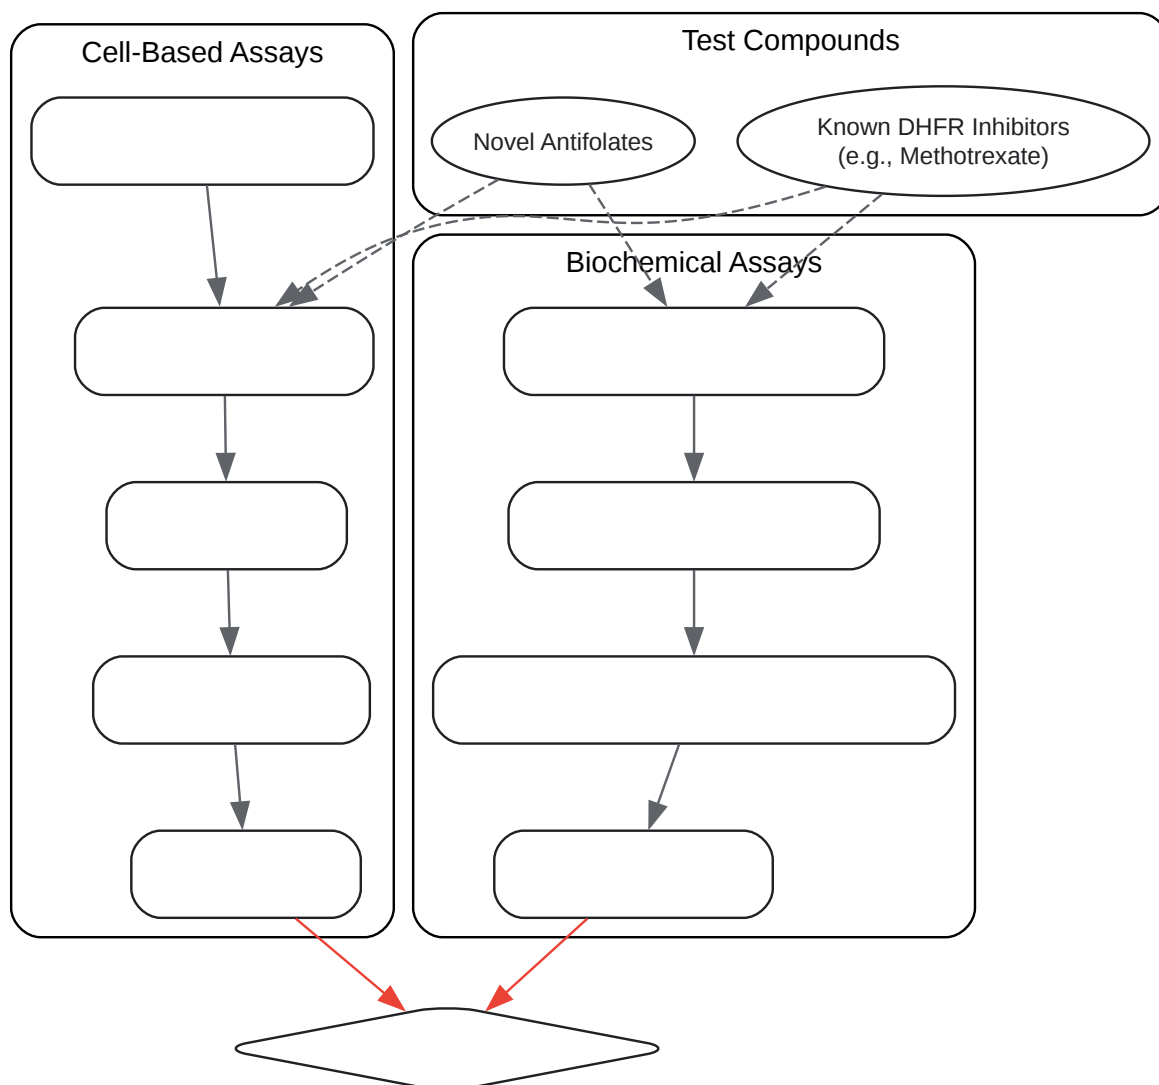 Cell-Based Assays
Test Compounds
Novel Antifolates
Known DHFR Inhibitors
(e.g., Methotrexate)
Biochemical Assays